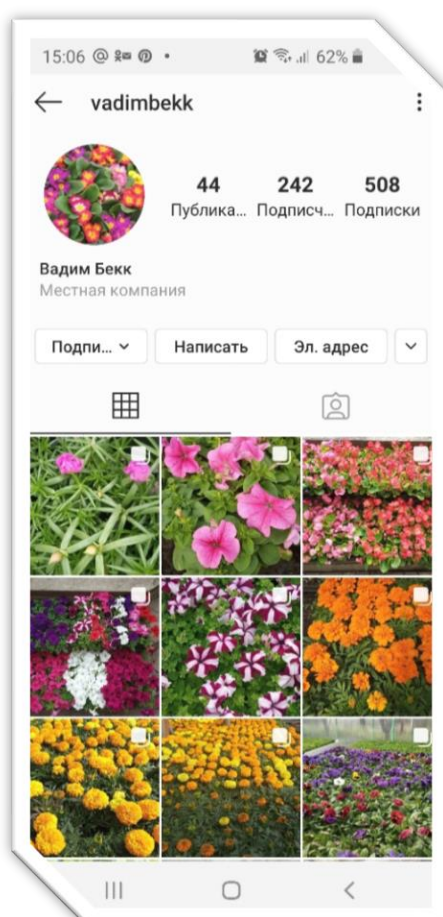 15:06 62%
vadimbekk
44 242 508
Публика... Подписч... Подписки
Вадим Бекк
Местная компания
Подпи... Написать Эл. адрес